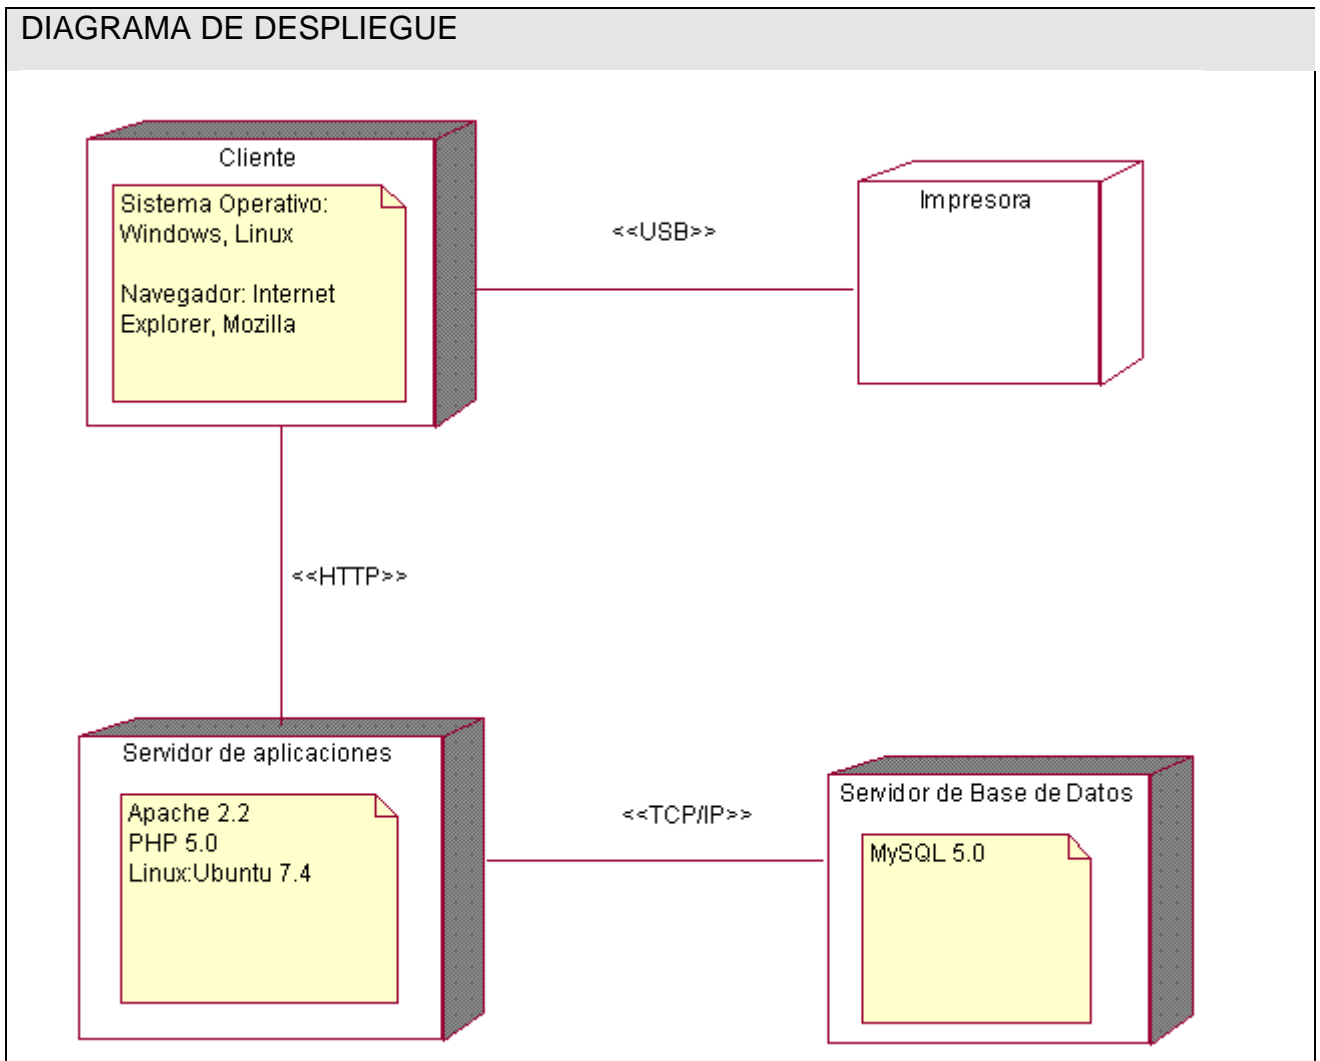 DIAGRAMA DE DESPLIEGUE
Cliente
Sistema Operativo:
Windows, Linux
Navegador: Internet
Explorer, Mozilla
<<USB>>
Impresora
<<HTTP>>
Servidor de aplicaciones
Apache 2.2
PHP 5.0
Linux:Ubuntu 7.4
<<TCP/IP>>
Servidor de Base de Datos
MySQL 5.0